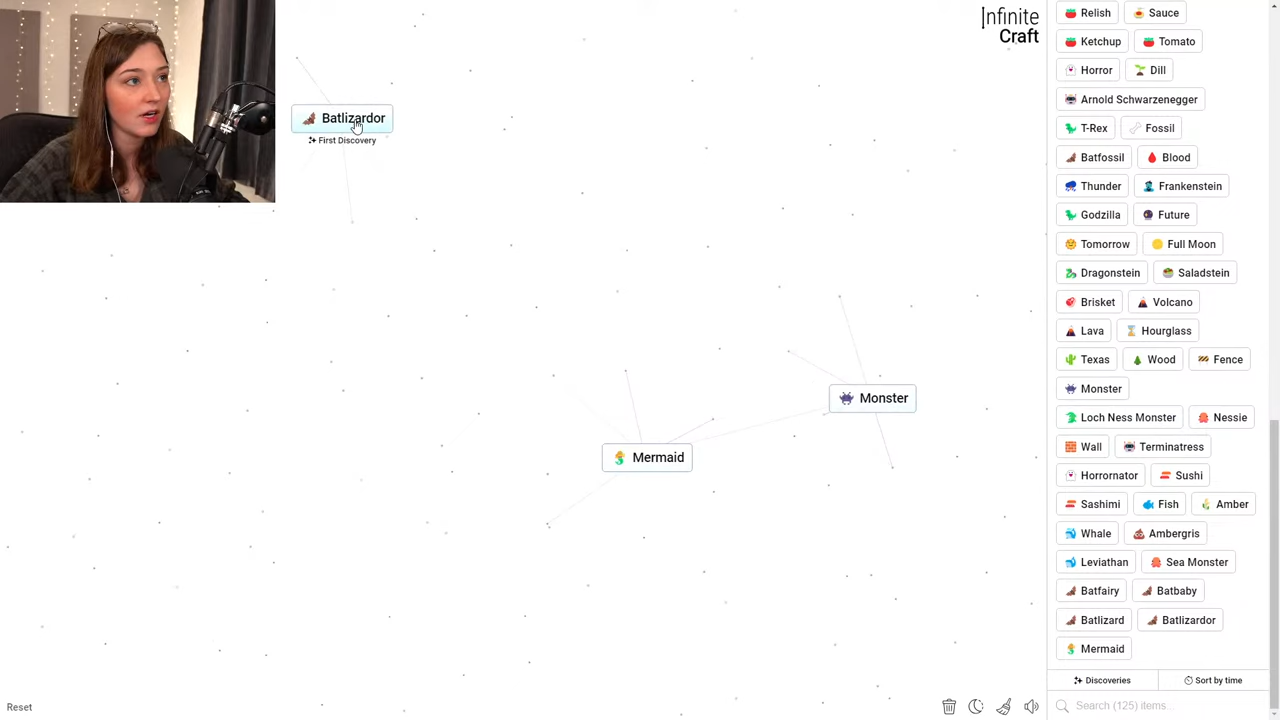 Infinite
Craft
Batlizardor
First Discovery
Monster
Mermaid
Relish Sauce
Ketchup Tomato
Horror Dill
Arnold Schwarzenegger
T-Rex Fossil
Batfossil Blood
Thunder Frankenstein
Godzilla Future
Tomorrow Full Moon
Dragonstein Saladstein
Brisket Volcano
Lava Hourglass
Texas Wood Fence
Monster
Loch Ness Monster Nessie
Wall Terminatress
Horrornator Sushi
Sashimi Fish Amber
Whale Ambergris
Leviathan Sea Monster
Batfairy Batbaby
Batlizard Batlizardor
Mermaid
Discoveries Sort by time
Search (125) items...
Reset